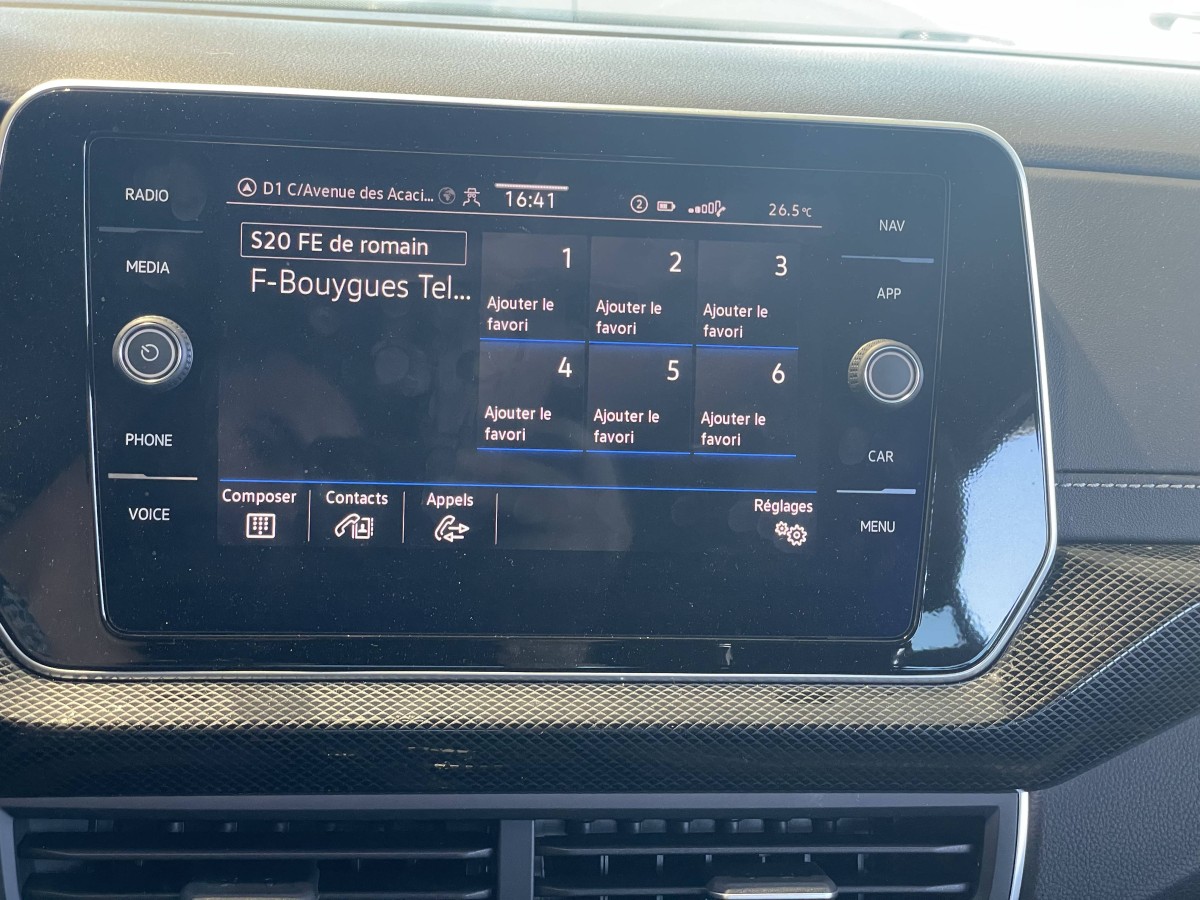 RADIO
MEDIA
PHONE
VOICE
D1 C/Avenue des Acaci...
16:41
2
26.5°C
S20 FE de romain
F-Bouygues Tel...
1
Ajouter le
favori
2
Ajouter le
favori
3
Ajouter le
favori
4
Ajouter le
favori
5
Ajouter le
favori
6
Ajouter le
favori
Composer
Contacts
Appels
Réglages
NAV
APP
CAR
MENU